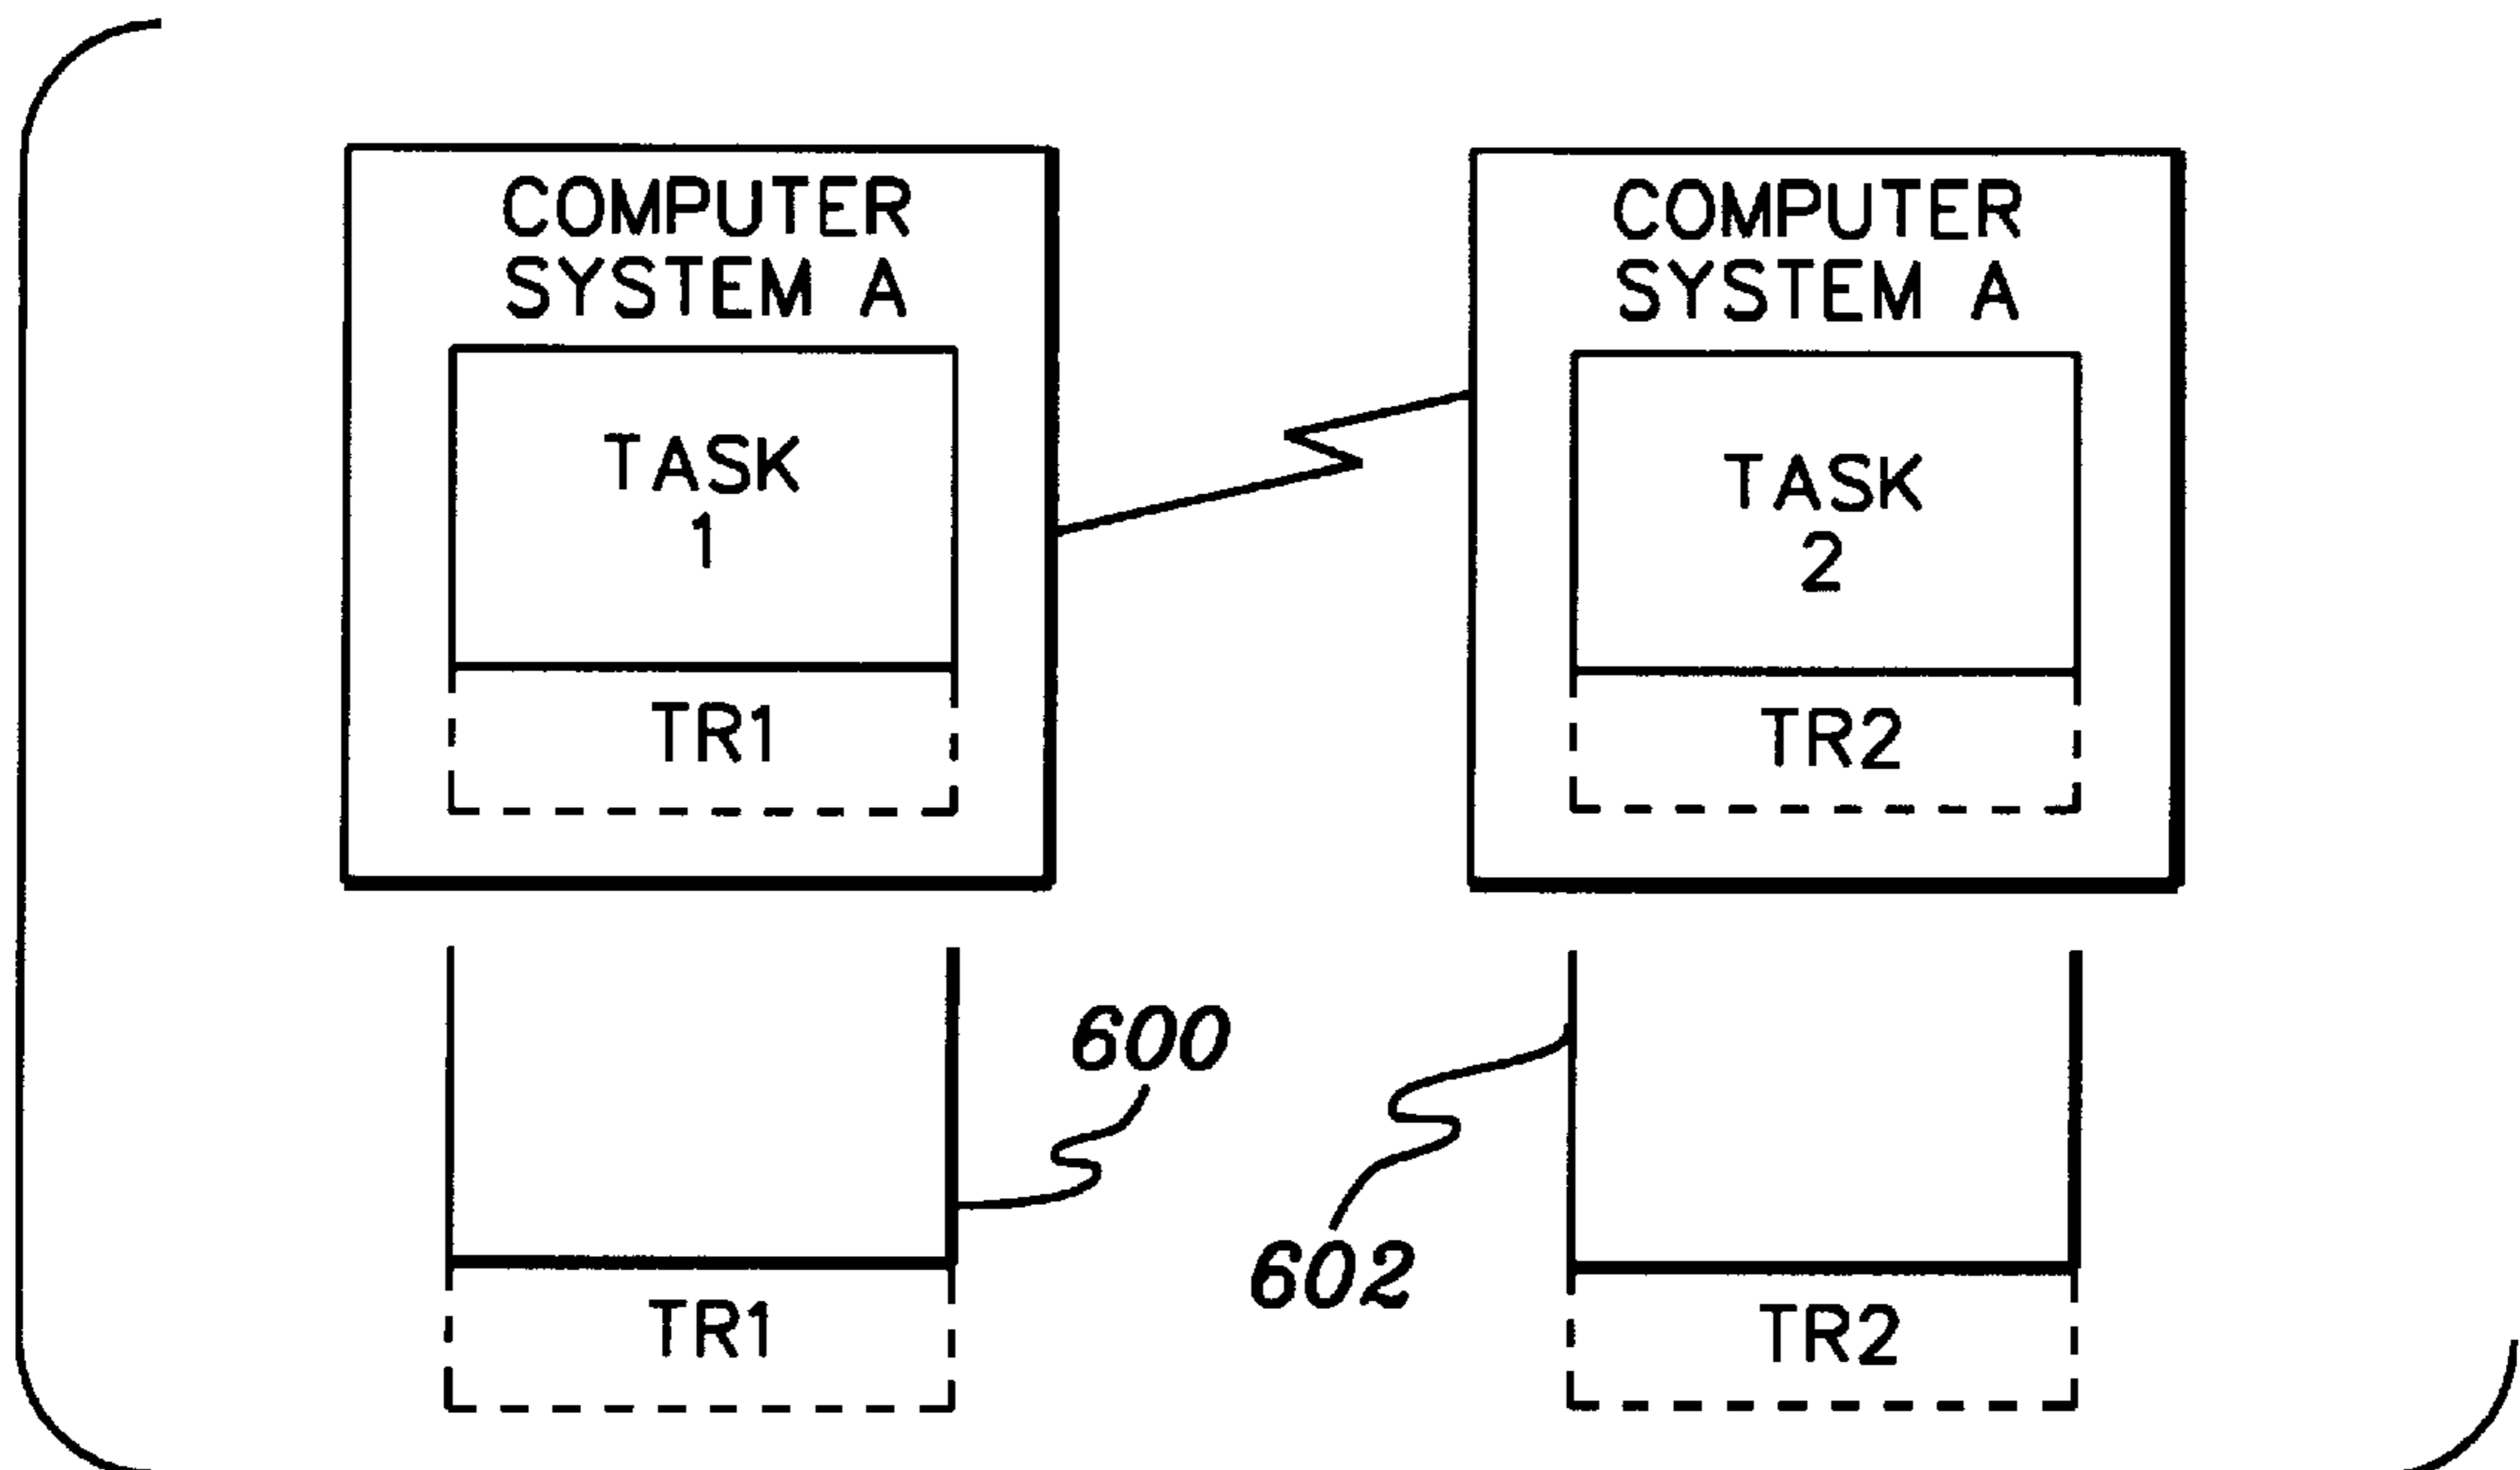 COMPUTER
SYSTEM A
TASK
1
TR1
COMPUTER
SYSTEM A
TASK
2
TR2
600
602
TR1
TR2